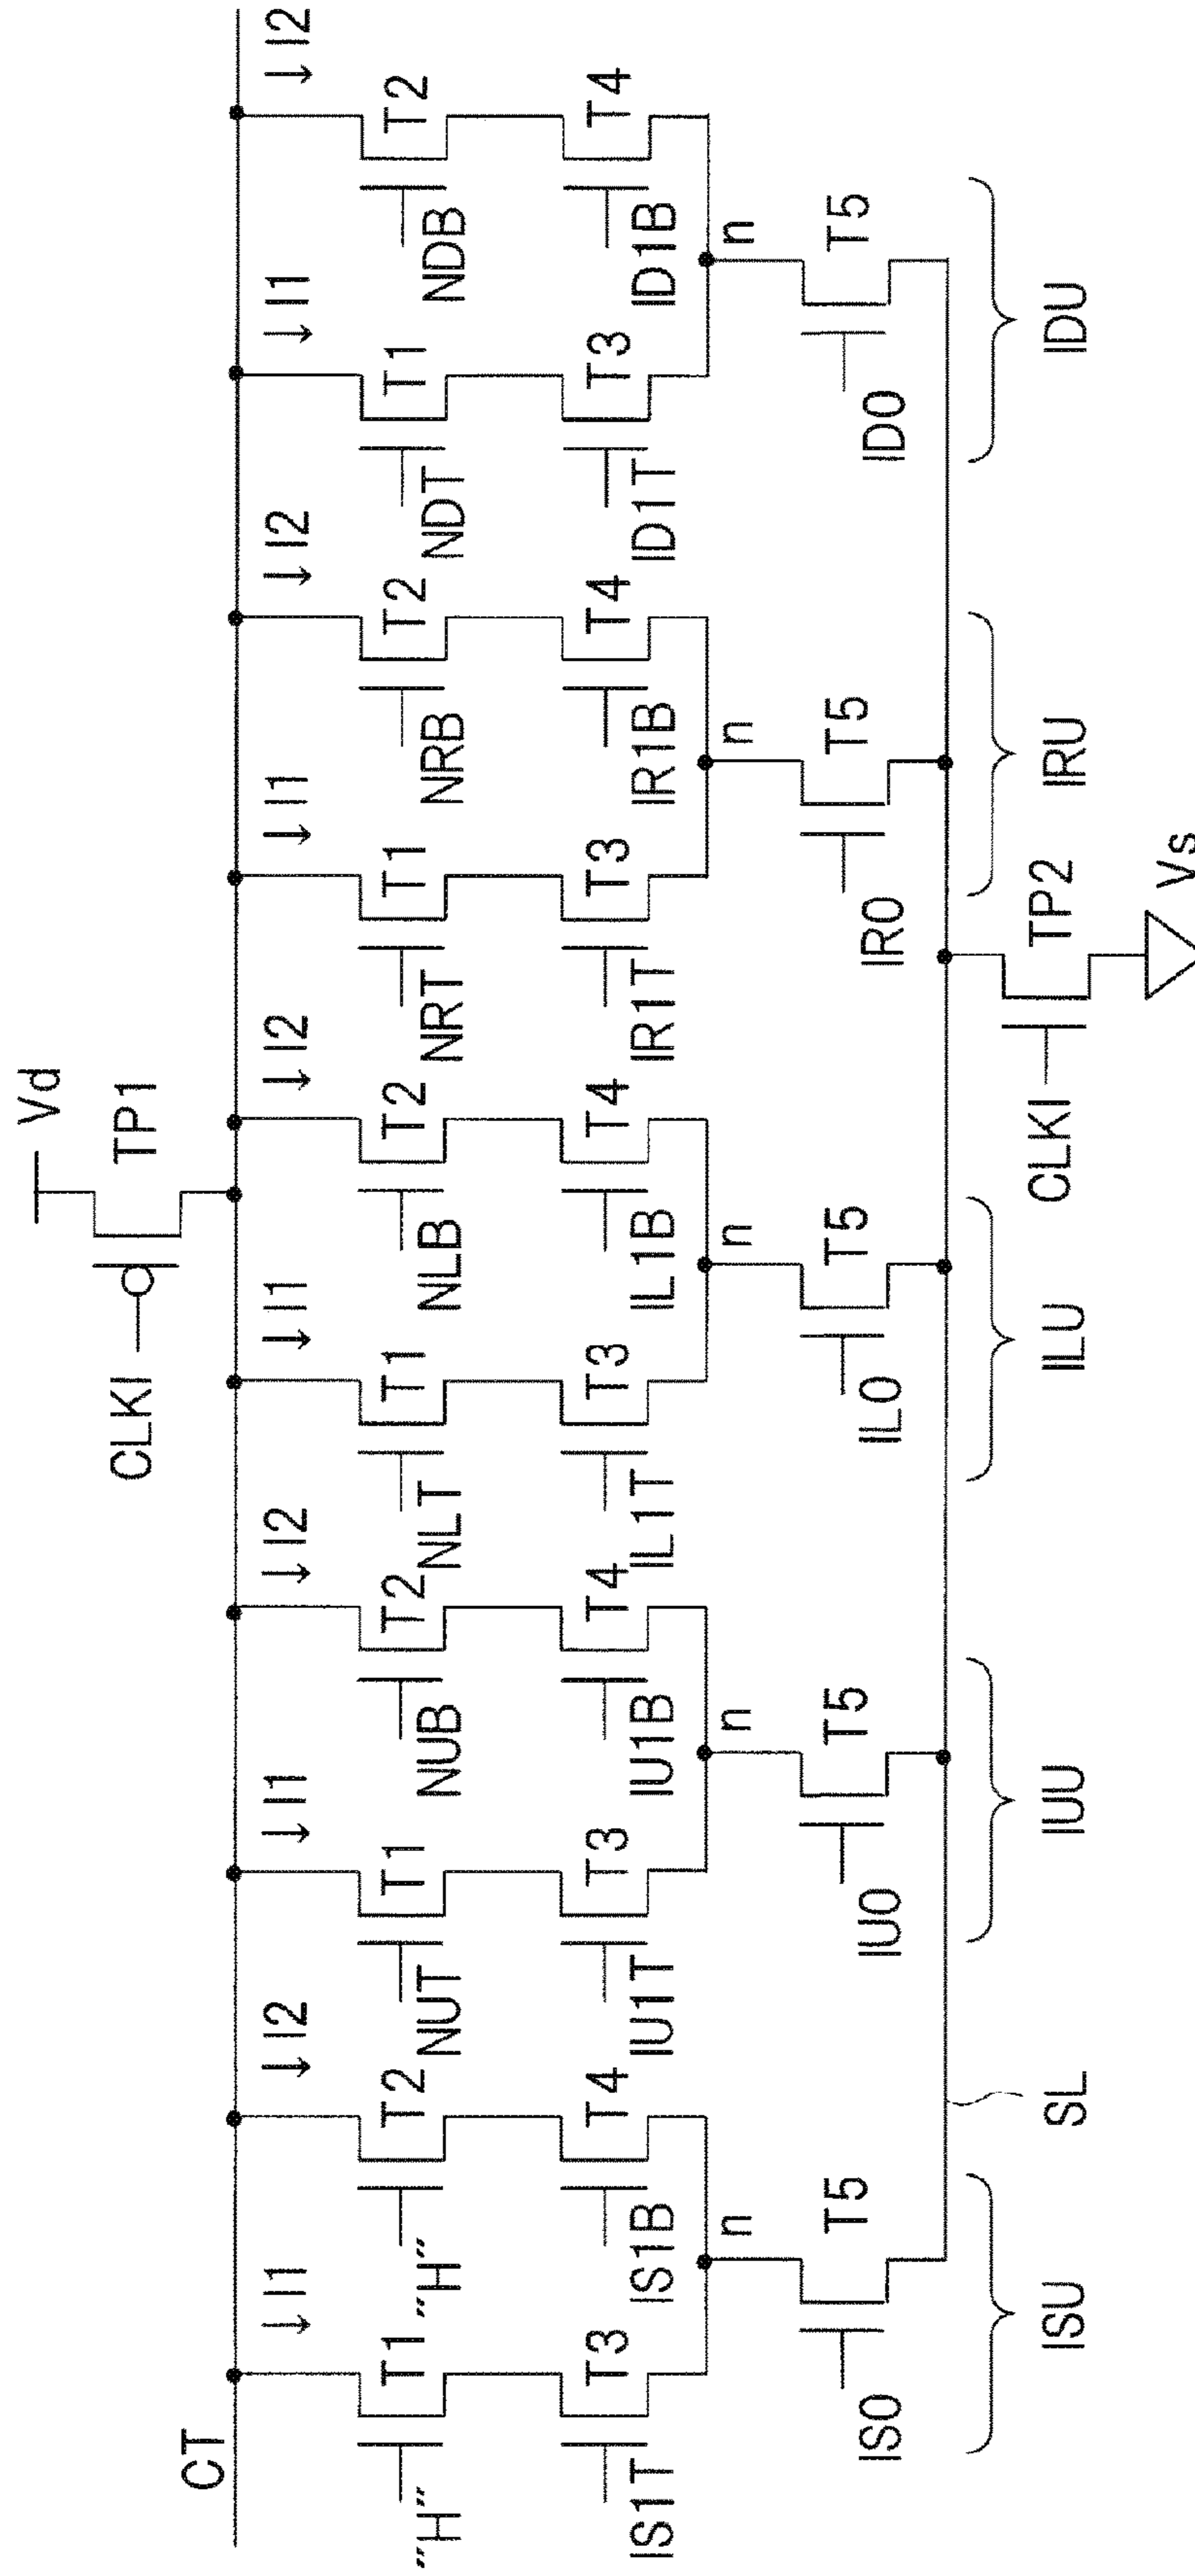 Vd
CLKI
TP1
CT
↓I1
↓I2
↓I1
↓I2
↓I1
↓I2
↓I1
↓I2
↓I1
↓I2
T1
T2
T1
T2
T1
T2
T1
T2
T1
T2
"H"
"H"
NUT
NUB
NLT
NLB
NRT
NRB
NDT
NDB
T3
T4
T3
T4
T3
T4
T3
T4
T3
T4
IS1T
IS1B
IU1T
IU1B
IL1T
IL1B
IR1T
IR1B
ID1T
ID1B
n
n
n
n
n
T5
T5
T5
T5
T5
IS0
IU0
IL0
IR0
ID0
SL
CLKI
TP2
ISU
IUU
ILU
IRU
IDU
Vs